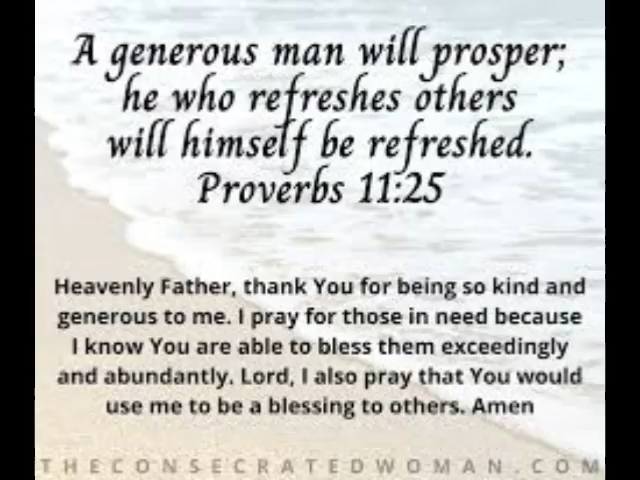 A generous man will prosper;
he who refreshes others
will himself be refreshed.
Proverbs 11:25
Heavenly Father, thank You for being so kind and
generous to me. I pray for those in need because
I know You are able to bless them exceedingly
and abundantly. Lord, I also pray that You would
use me to be a blessing to others. Amen
THECONSECRATEDWOMAN.COM